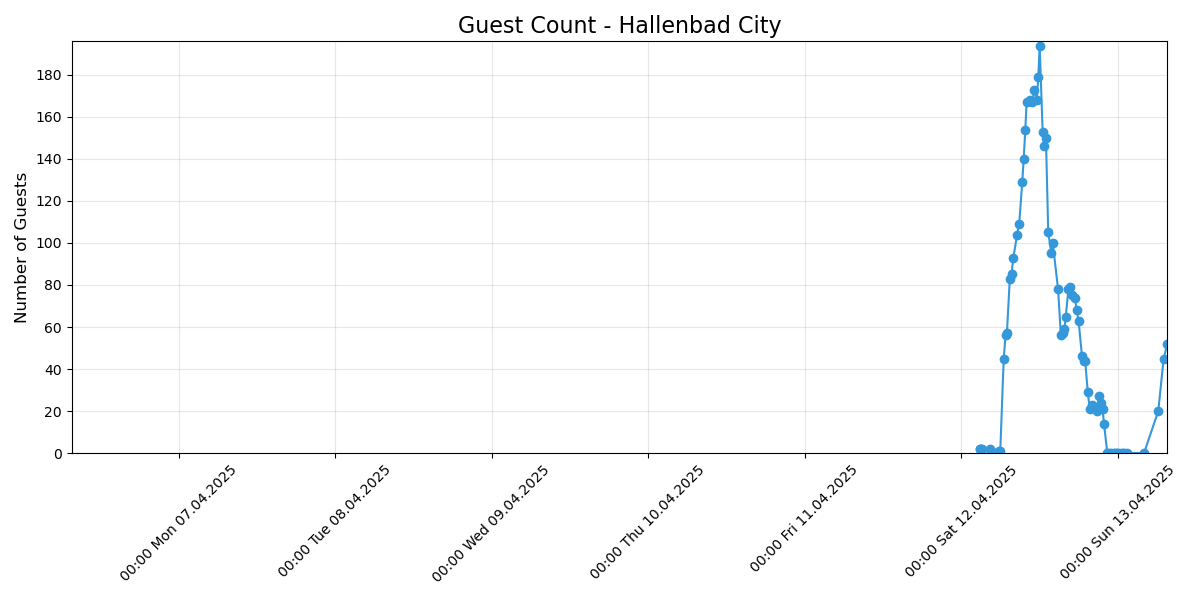 Guest Count - Hallenbad City
Number of Guests
180
160
140
120
100
80
60
40
20
0
00:00 Mon 07.04.2025
00:00 Tue 08.04.2025
00:00 Wed 09.04.2025
00:00 Thu 10.04.2025
00:00 Fri 11.04.2025
00:00 Sat 12.04.2025
00:00 Sun 13.04.2025